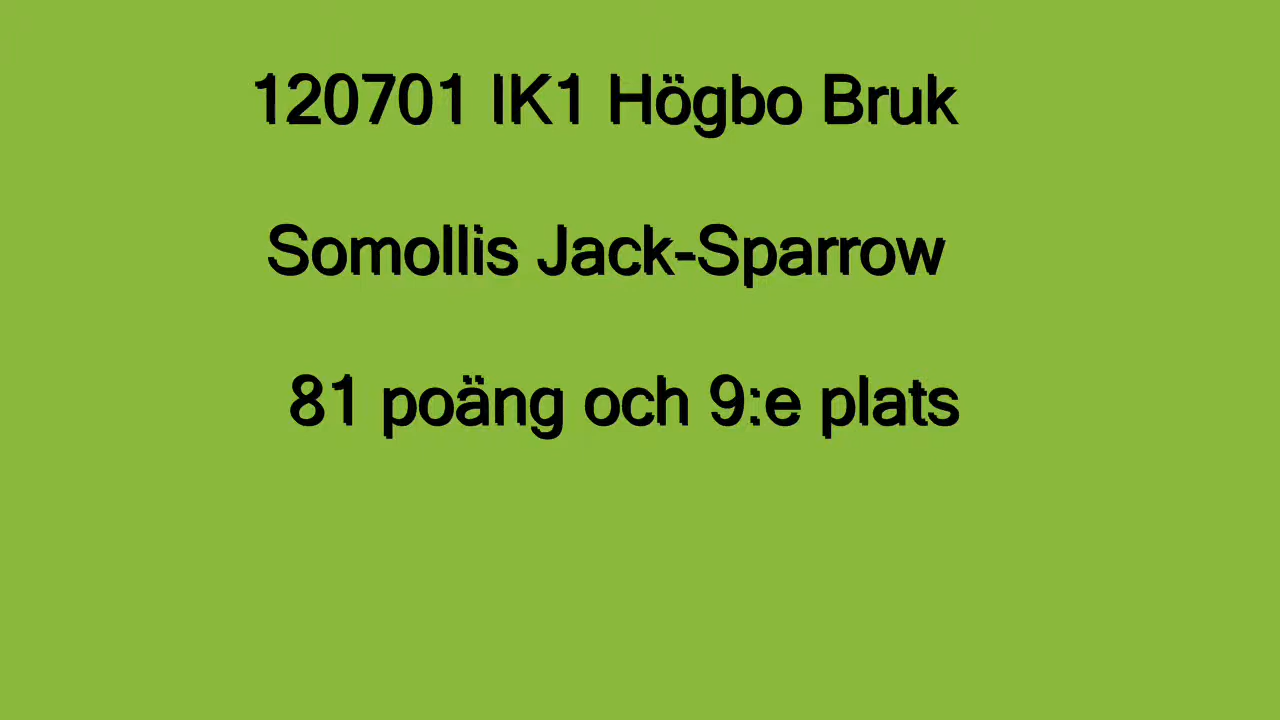 120701 IK1 Högbo Bruk
Somollis Jack-Sparrow
81 poäng och 9:e plats